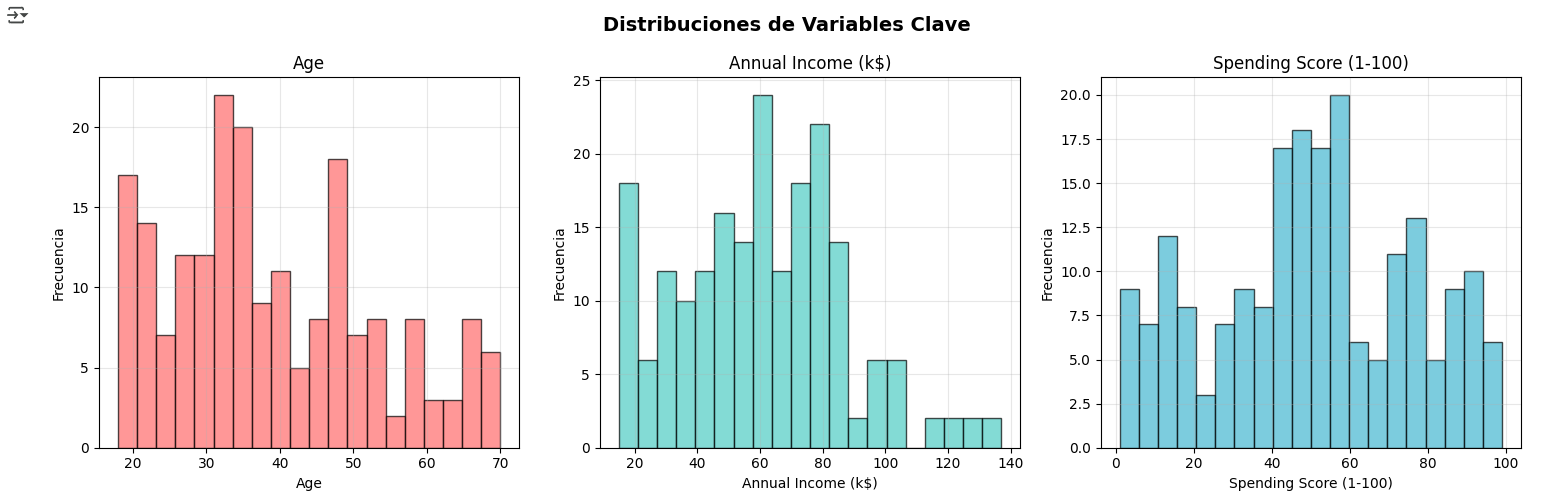 Distribuciones de Variables Clave
Age
Frecuencia
20
15
10
5
0
20 30 40 50 60 70
Age
Annual Income (k$)
Frecuencia
25
20
15
10
5
0
20 40 60 80 100 120 140
Annual Income (k$)
Spending Score (1-100)
Frecuencia
20.0
17.5
15.0
12.5
10.0
7.5
5.0
2.5
0.0
0 20 40 60 80 100
Spending Score (1-100)